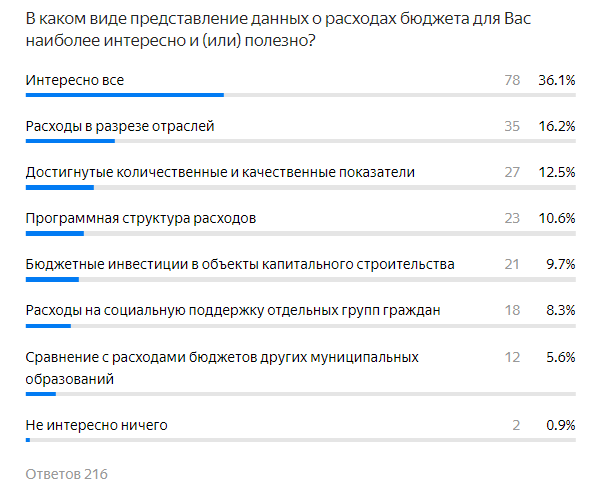 В каком виде представление данных о расходах бюджета для Вас
наиболее интересно и (или) полезно?
Интересно все 78 36.1%
Расходы в разрезе отраслей 35 16.2%
Достигнутые количественные и качественные показатели 27 12.5%
Программная структура расходов 23 10.6%
Бюджетные инвестиции в объекты капитального строительства 21 9.7%
Расходы на социальную поддержку отдельных групп граждан 18 8.3%
Сравнение с расходами бюджетов других муниципальных 12 5.6%
образований
Не интересно ничего 2 0.9%
Ответов 216